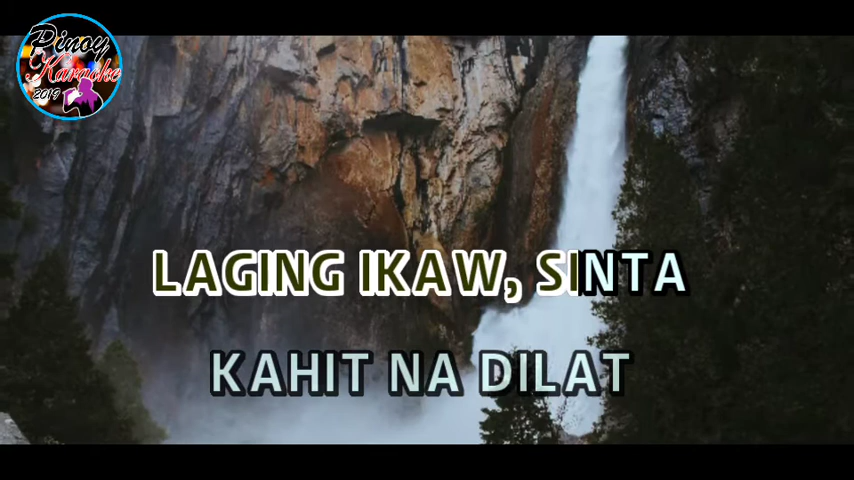 Pinoy
Karaoke
2019
LAGING IKAW, SINTA
KAHIT NA DILAT